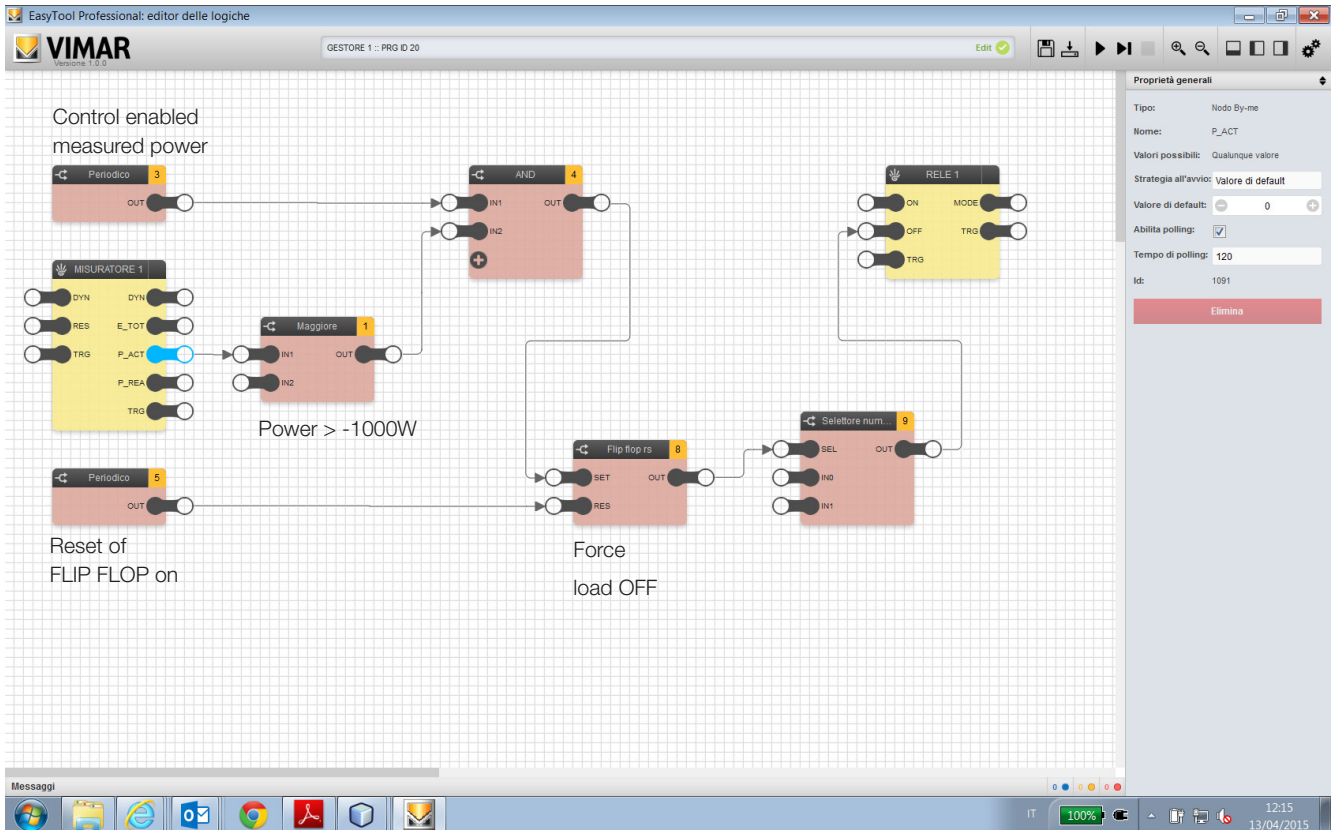 EasyTool Professional: editor delle logiche
VIMAR
Versione 1.0.0
GESTORE 1 :: PRG ID 20
Edit
Proprietà generali
Tipo: Nodo By-me
Nome: P_ACT
Valori possibili: Qualunque valore
Strategia all'avvio: Valore di default
Valore di default: 0
Abilita polling:
Tempo di polling: 120
Id: 1091
Elimina
Control enabled
measured power
Periodico 3
OUT
AND 4
IN1 OUT
IN2
RELE 1
ON MODE
OFF TRG
TRG
MISURATORE 1
DYN DYN
RES E_TOT
TRG P_ACT
P_REA
TRG
Maggiore 1
IN1 OUT
IN2
Power > -1000W
Flip flop rs 8
SET OUT
RES
Selettore num... 9
SEL OUT
IN0
IN1
Periodico 5
OUT
Reset of
FLIP FLOP on
Force
load OFF
Messaggi
0 0 0
IT 100% 12:15
13/04/2015